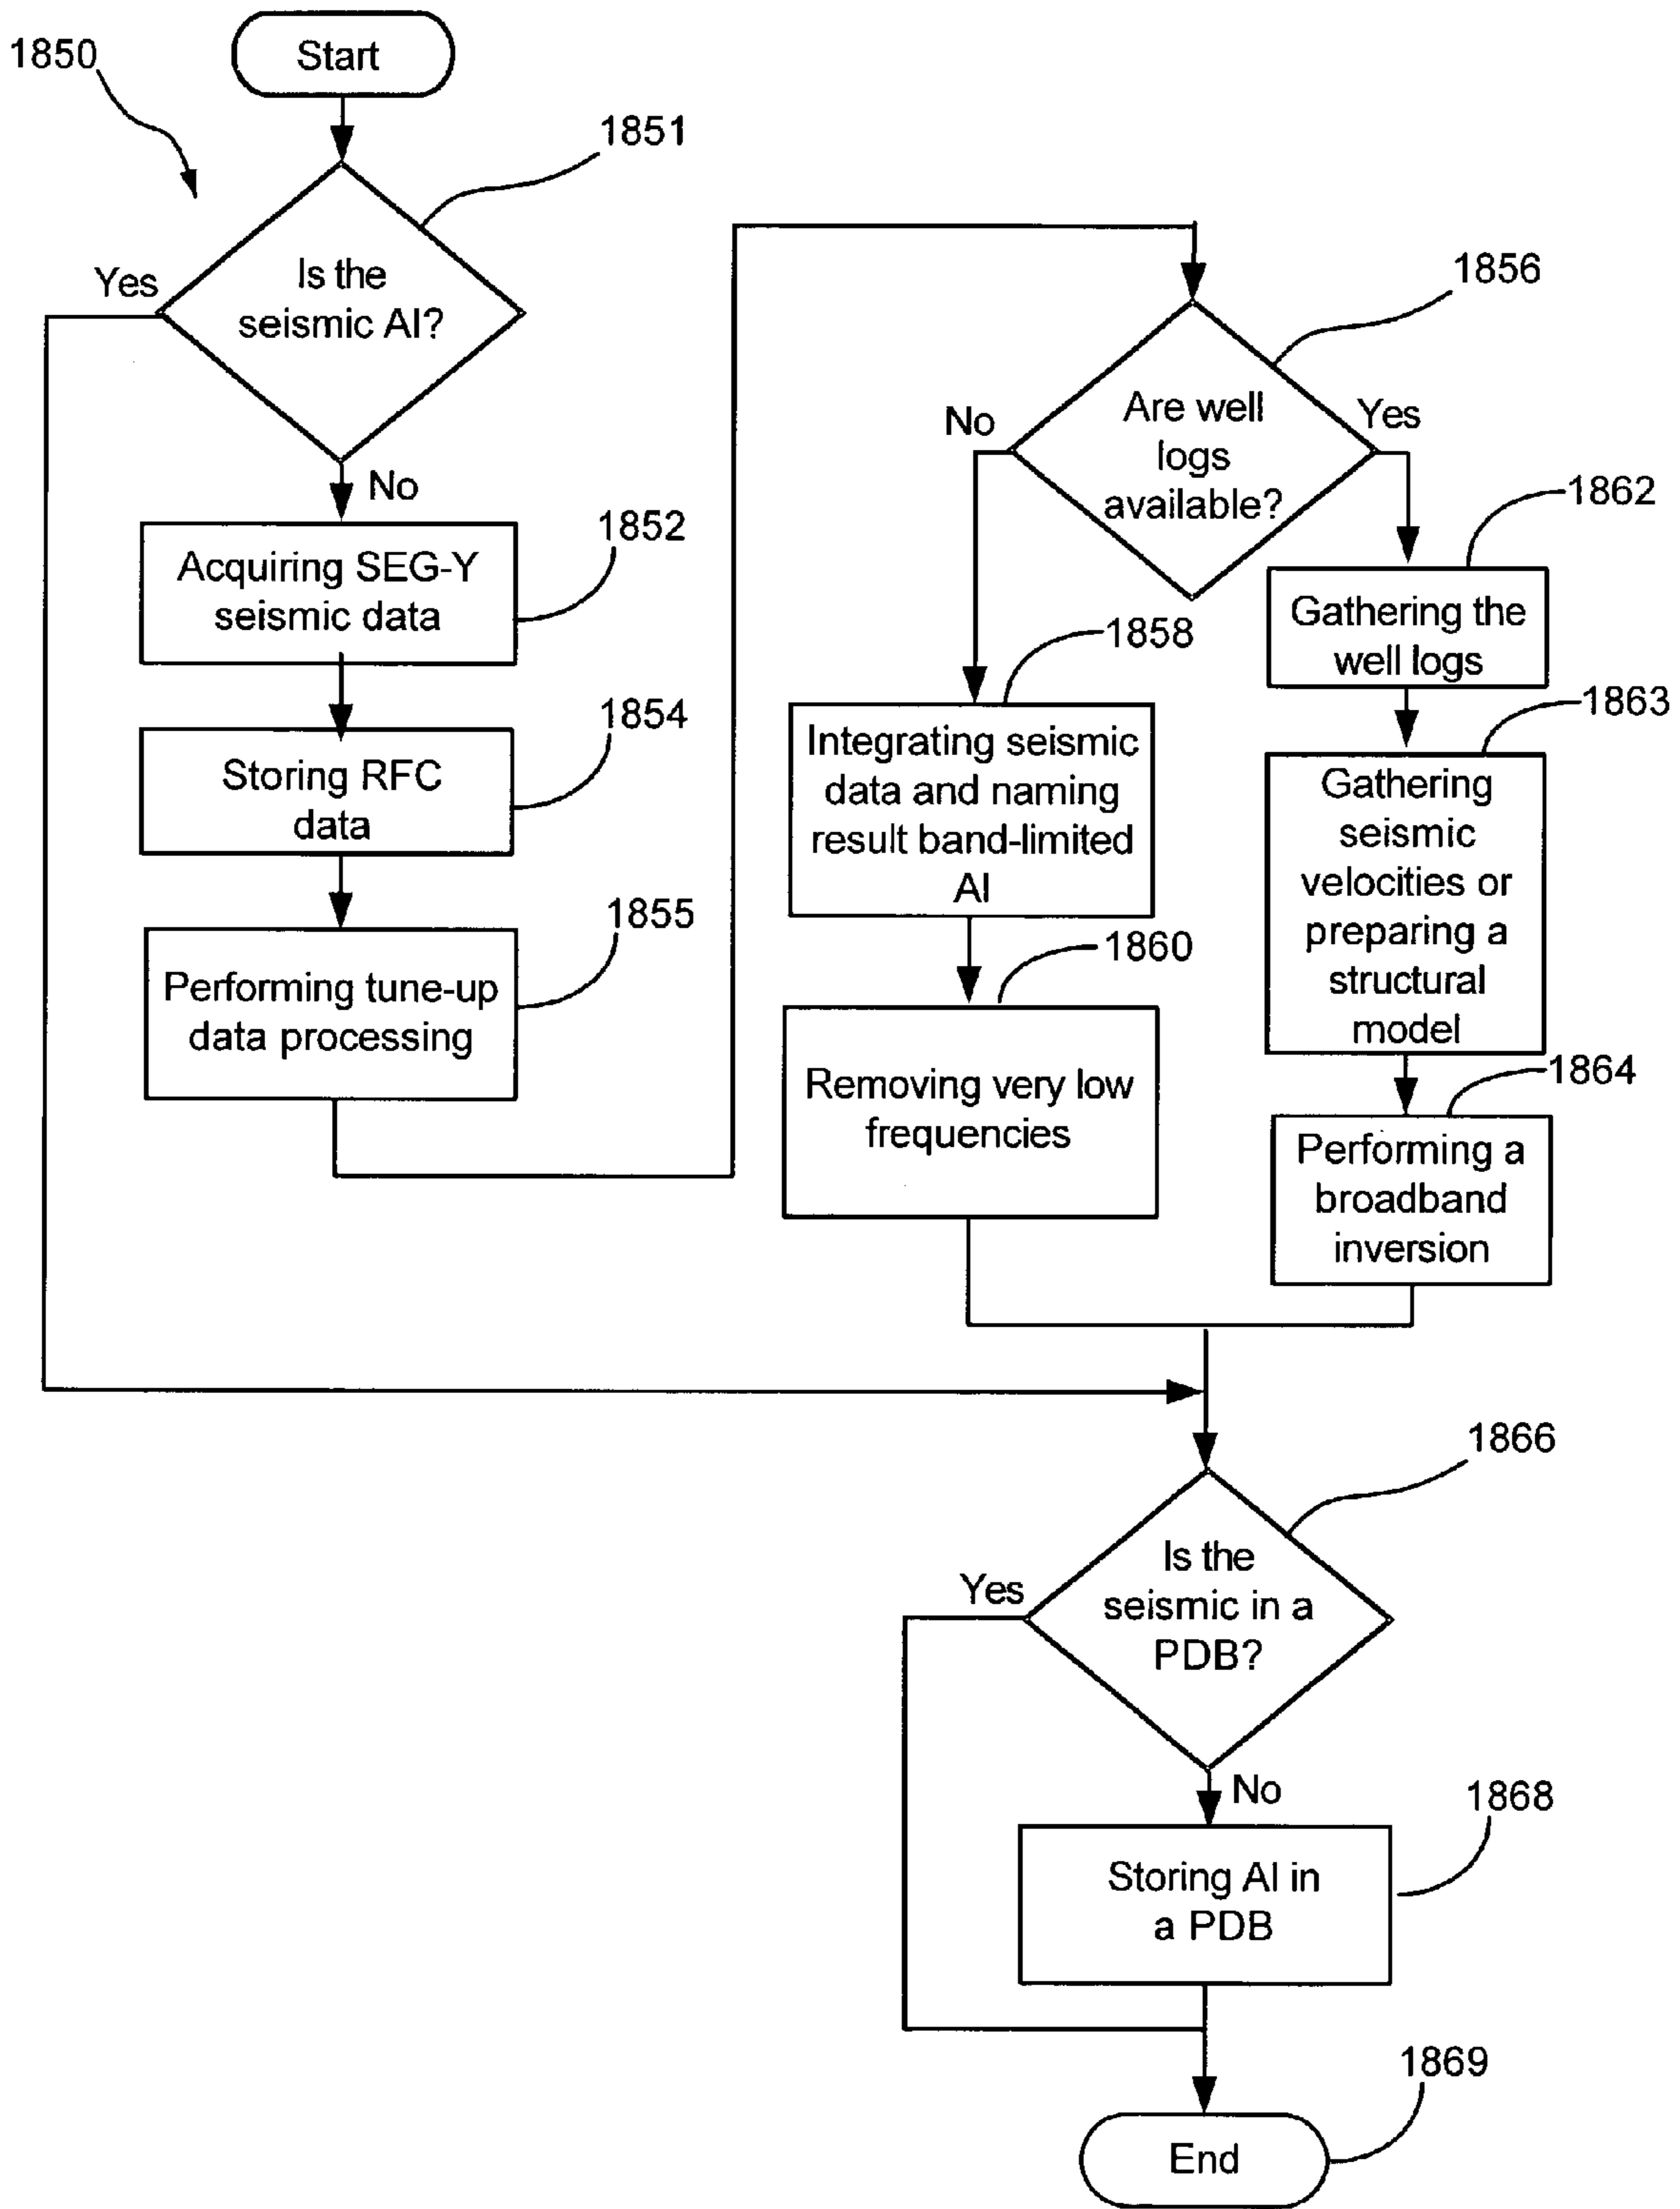 1850
Start
1851
Is the
seismic AI?
Yes
No
1852
Acquiring SEG-Y
seismic data
1854
Storing RFC
data
1855
Performing tune-up
data processing
1856
Are well
logs
available?
No
Yes
1858
Integrating seismic
data and naming
result band-limited
AI
1860
Removing very low
frequencies
1862
Gathering the
well logs
1863
Gathering
seismic
velocities or
preparing a
structural
model
1864
Performing a
broadband
inversion
1866
Is the
seismic in a
PDB?
Yes
No
1868
Storing AI in
a PDB
1869
End